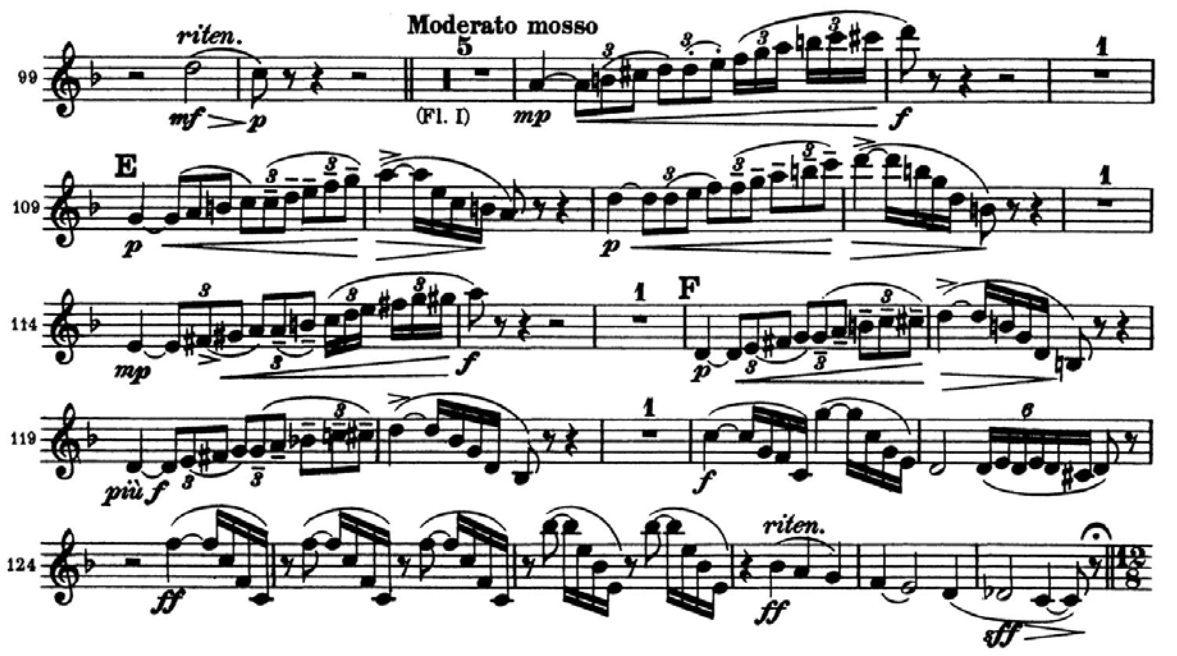 riten. Moderato mosso
99 5 3 3 3 3 1
mf p (Fl. I) mp f
E
109 3 3 3 3 3 1
p p
114 3 3 3 3 1 F 3 3 3
mp f p
119 3 3 3 1 6
più f f
124 riten. 12
8
ff ff sff